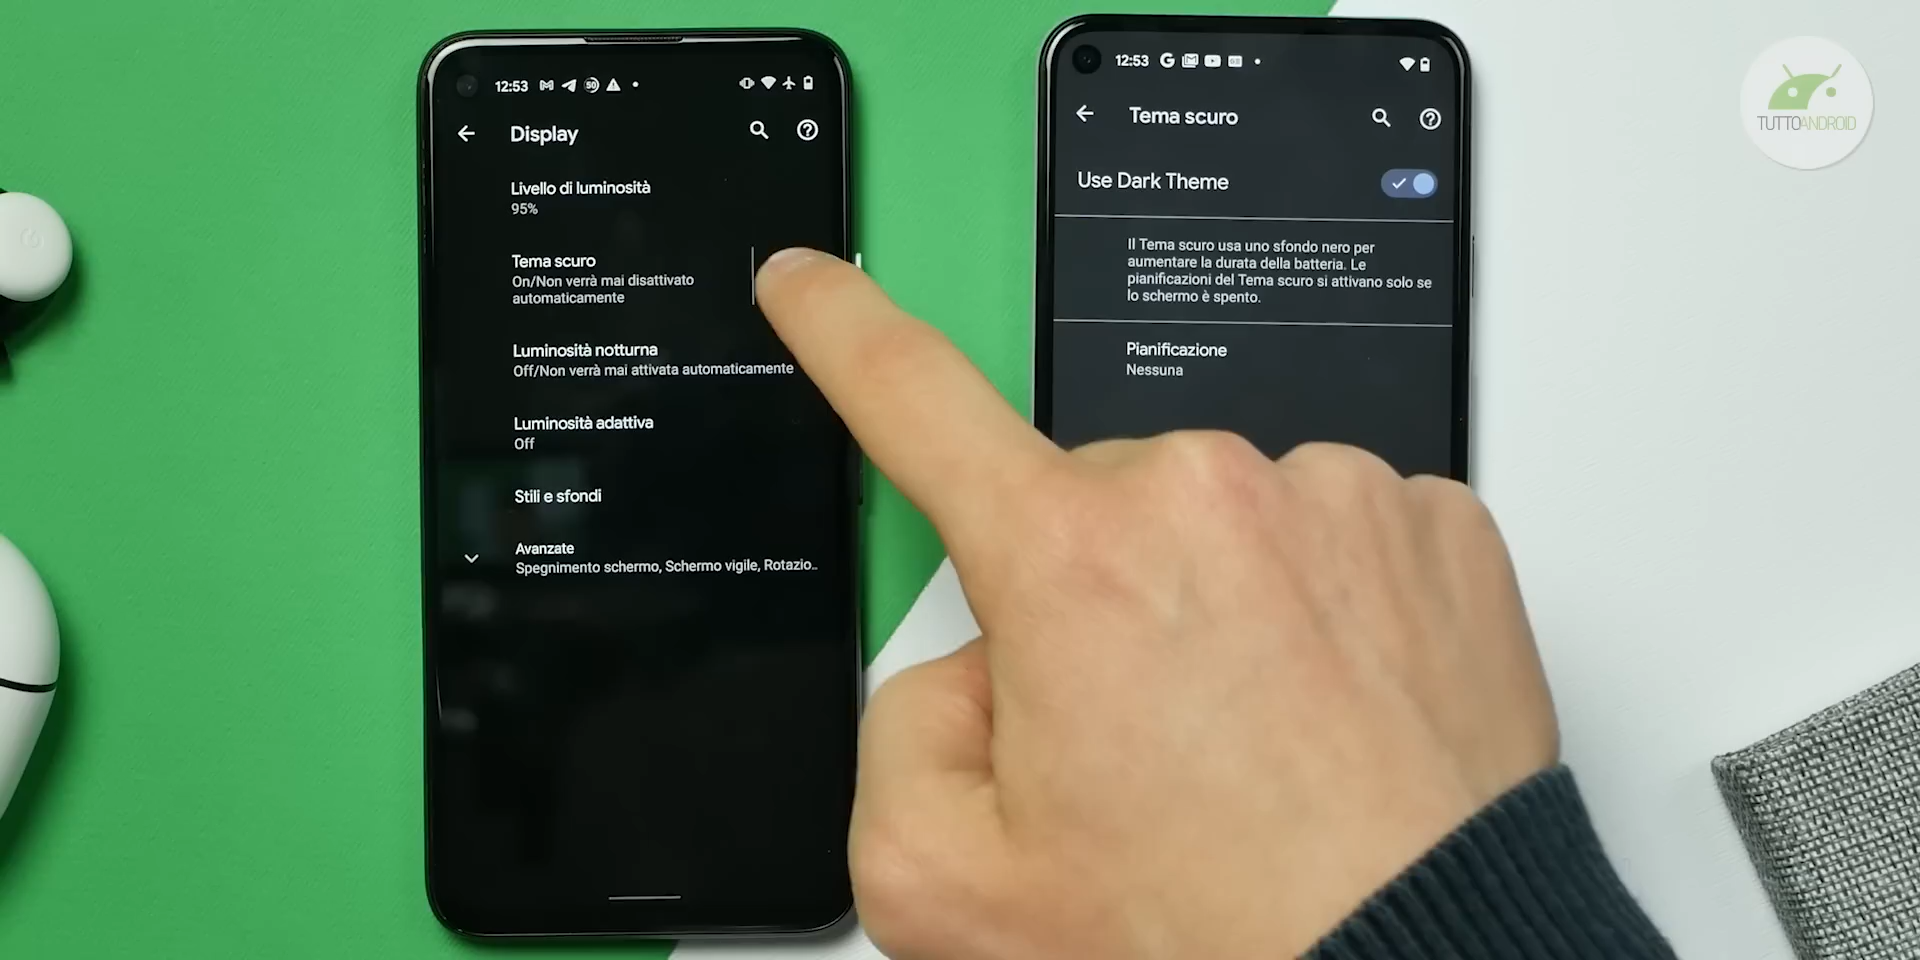 12:53
50
Display
Livello di luminosità
95%
Tema scuro
On/Non verrà mai disattivato
automaticamente
Luminosità notturna
Off/Non verrà mai attivata automaticamente
Luminosità adattiva
Off
Stili e sfondi
Avanzate
Spegnimento schermo, Schermo vigile, Rotazio..
12:53
Tema scuro
Use Dark Theme
Il Tema scuro usa uno sfondo nero per
aumentare la durata della batteria. Le
pianificazioni del Tema scuro si attivano solo se
lo schermo è spento.
Pianificazione
Nessuna
TUTTOANDROID